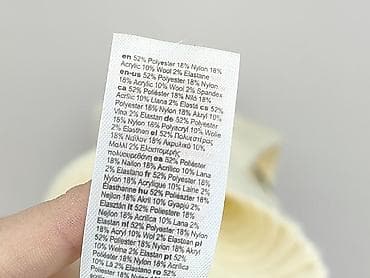 en 52% Polyester 18% Nylon 18%
Acrylic 10% Wool 2% Elastane
en-us 52% Polyester 18% Nylon
18% Acrylic 10% Wool 2% Spandex
ca 52% Polièster 18% Niló 18%
Acrílic 10% Llana 2% Elastà cs 52%
Polyester 18% Nylon 18% Akryl 10%
Vlna 2% Elastan de 52% Polyester
18% Nylon 18% Polyacryl 10% Wolle
2% Elasthan el 52% Πολυεστέρας
18% Νάιλον 18% Ακρυλικό 10%
Μαλλί 2% Ελαστομερής
πολυουρεθάνη es 52% Poliéster
18% Nailon 18% Acrílico 10% Lana
2% Elastano fr 52% Polyester 18%
Nylon 18% Acrylique 10% Laine 2%
Élasthanne hu 52% Poliészter 18%
Nejlon 18% Akril 10% Gyapjú 2%
Elasztán it 52% Poliestere 18%
Nejlon 18% Acrilica 10% Lana 2%
Elastan nl 52% Polyester 18% Nylon
18% Acryl 10% Wol 2% Elastaan pl
52% Poliester 18% Nylon 18% Akryl
10% Wełna 2% Elastan pt 52%
Poliéster 18% Nylon 18% Acrílico
10% Lã 2% Elastano ro 52%